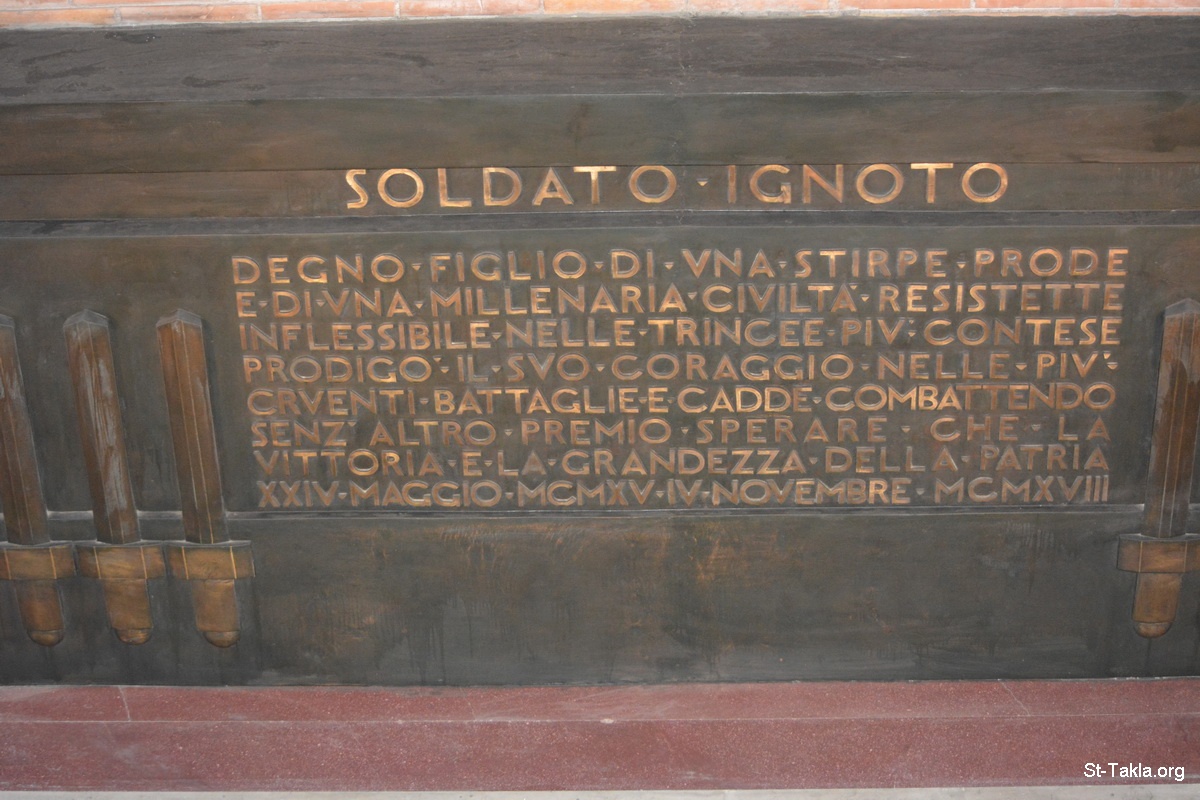 SOLDATO · IGNOTO
DEGNO · FIGLIO · DI · VNA · STIRPE · PRODE
E · DI · VNA · MILLENARIA · CIVILTA' · RESISTETTE
INFLESSIBILE · NELLE · TRINCEE · PIV' · CONTESE
PRODIGO' · IL · SVO · CORAGGIO · NELLE · PIV' ·
CRVENTI · BATTAGLIE · E · CADDE · COMBATTENDO
SENZ' ALTRO · PREMIO · SPERARE · CHE · LA
VITTORIA · E · LA · GRANDEZZA · DELLA · PATRIA
XXIV · MAGGIO · MCMXV · IV · NOVEMBRE · MCMXVIII
St-Takla.org